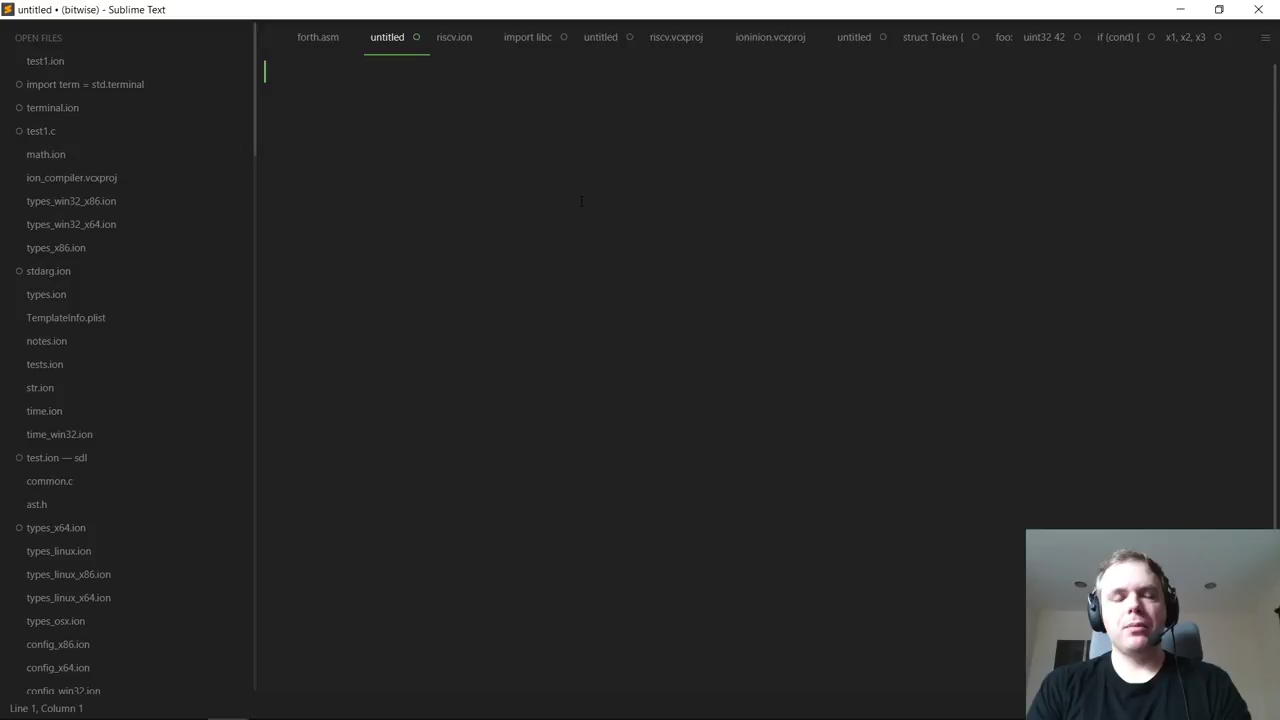 untitled • (bitwise) - Sublime Text
OPEN FILES
test1.ion
import term = std.terminal
terminal.ion
test1.c
math.ion
ion_compiler.vcxproj
types_win32_x86.ion
types_win32_x64.ion
types_x86.ion
stdarg.ion
types.ion
TemplateInfo.plist
notes.ion
tests.ion
str.ion
time.ion
time_win32.ion
test.ion — sdl
common.c
ast.h
types_x64.ion
types_linux.ion
types_linux_x86.ion
types_linux_x64.ion
types_osx.ion
config_x86.ion
config_x64.ion
config_win32.ion
forth.asm untitled riscv.ion import libc untitled riscv.vcxproj ioninion.vcxproj untitled struct Token { foo: uint32 42 if (cond) { x1, x2, x3
Line 1, Column 1